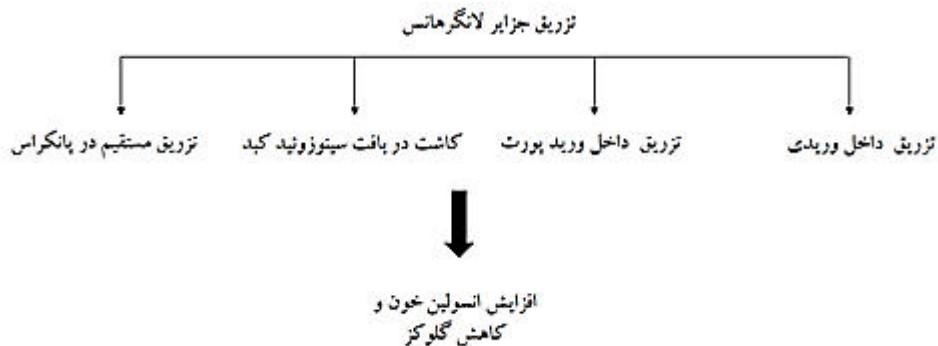 تزریق جزایر لانگرهانس
تزریق داخل وریدی
تزریق داخل ورید پورت
کاشت در بافت سینوزوئید کبد
تزریق مستقیم در پانکراس
افزایش انسولین خون و
کاهش گلوکز